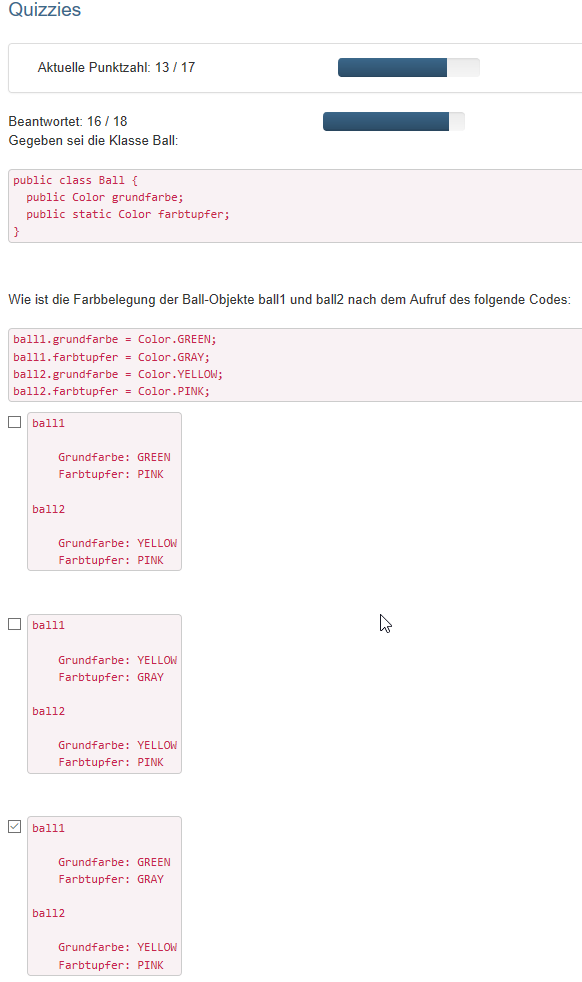 Quizzies
Aktuelle Punktzahl: 13 / 17
Beantwortet: 16 / 18
Gegeben sei die Klasse Ball:
public class Ball {
  public Color grundfarbe;
  public static Color farbtupfer;
}
Wie ist die Farbbelegung der Ball-Objekte ball1 und ball2 nach dem Aufruf des folgende Codes:
ball1.grundfarbe = Color.GREEN;
ball1.farbtupfer = Color.GRAY;
ball2.grundfarbe = Color.YELLOW;
ball2.farbtupfer = Color.PINK;
ball1
Grundfarbe: GREEN
Farbtupfer: PINK
ball2
Grundfarbe: YELLOW
Farbtupfer: PINK
ball1
Grundfarbe: YELLOW
Farbtupfer: GRAY
ball2
Grundfarbe: YELLOW
Farbtupfer: PINK
ball1
Grundfarbe: GREEN
Farbtupfer: GRAY
ball2
Grundfarbe: YELLOW
Farbtupfer: PINK